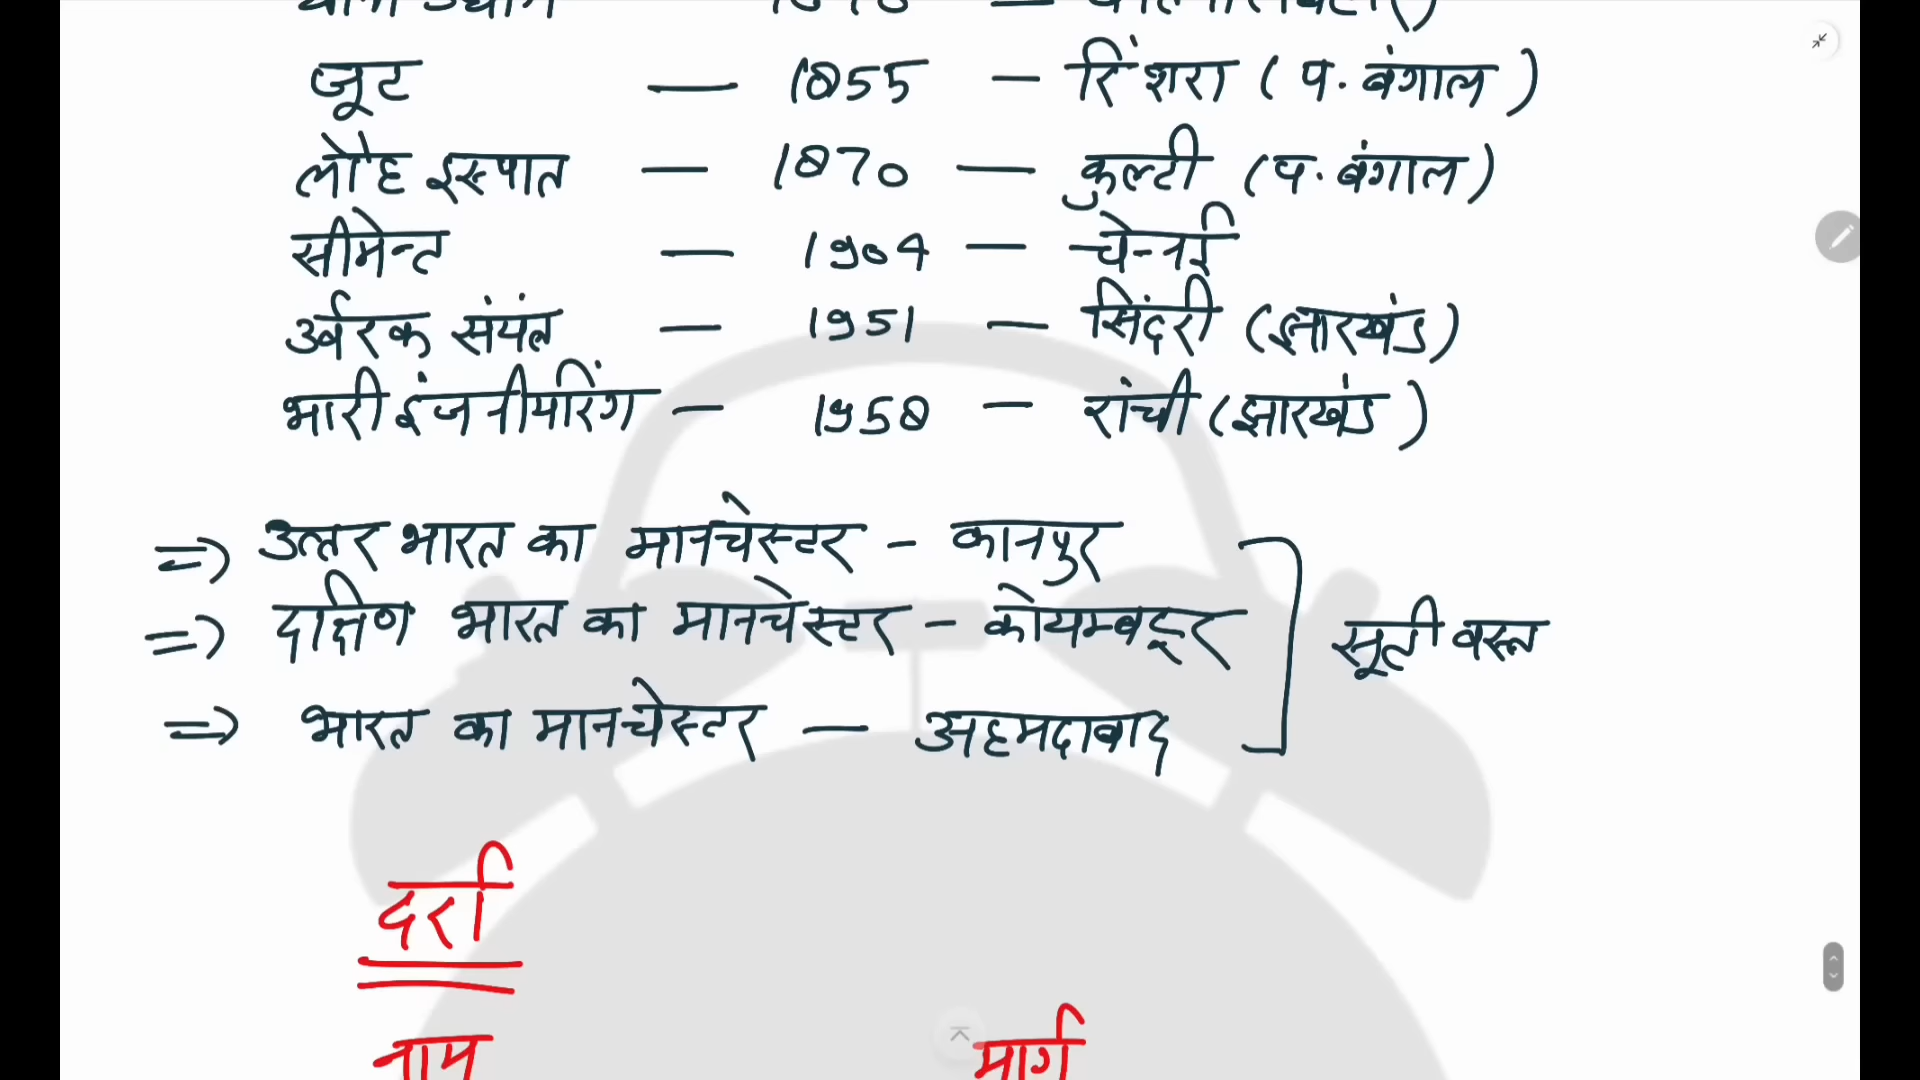 जूट — 1855 — रिंशरा (प. बंगाल)
लौह इस्पात — 1870 — कुल्टी (प. बंगाल)
सीमेन्ट — 1904 — चेन्नई
उर्वरक संयंत्र — 1951 — सिंदरी (झारखंड)
भारी इंजनीयरिंग — 1958 — रांची (झारखंड)
=> उत्तर भारत का मानचेस्टर - कानपुर
=> दक्षिण भारत का मानचेस्टर - कोयम्बटूर
सूती वस्त्र
=> भारत का मानचेस्टर — अहमदाबाद
दर्रा
नाम मार्ग